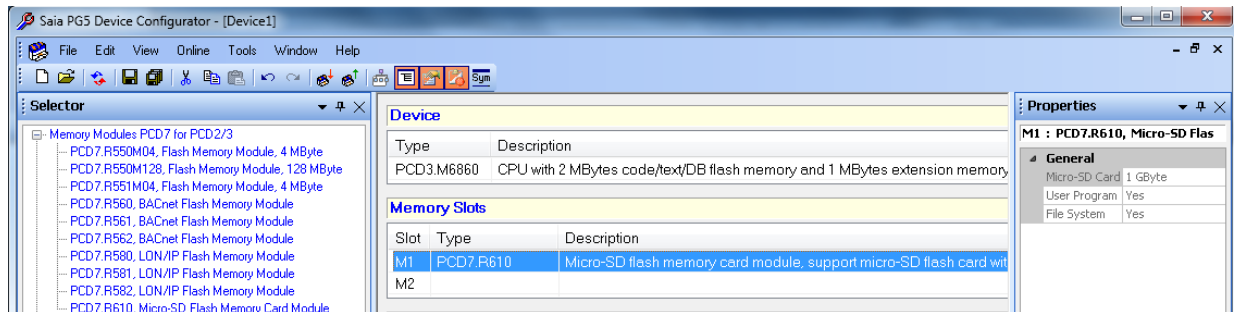 Saia PG5 Device Configurator - [Device1]
File Edit View Online Tools Window Help
Sym
Selector
Memory Modules PCD7 for PCD2/3
PCD7.R550M04, Flash Memory Module, 4 MByte
PCD7.R550M128, Flash Memory Module, 128 MByte
PCD7.R551M04, Flash Memory Module, 4 MByte
PCD7.R560, BACnet Flash Memory Module
PCD7.R561, BACnet Flash Memory Module
PCD7.R562, BACnet Flash Memory Module
PCD7.R580, LON/IP Flash Memory Module
PCD7.R581, LON/IP Flash Memory Module
PCD7.R582, LON/IP Flash Memory Module
PCD7.R610, Micro-SD Flash Memory Card Module
Device
Type Description
PCD3.M6860 CPU with 2 MBytes code/text/DB flash memory and 1 MBytes extension memory
Memory Slots
Slot Type Description
M1 PCD7.R610 Micro-SD flash memory card module, support micro-SD flash card wit
M2
Properties
M1 : PCD7.R610, Micro-SD Flas
General
Micro-SD Card 1 GByte
User Program Yes
File System Yes